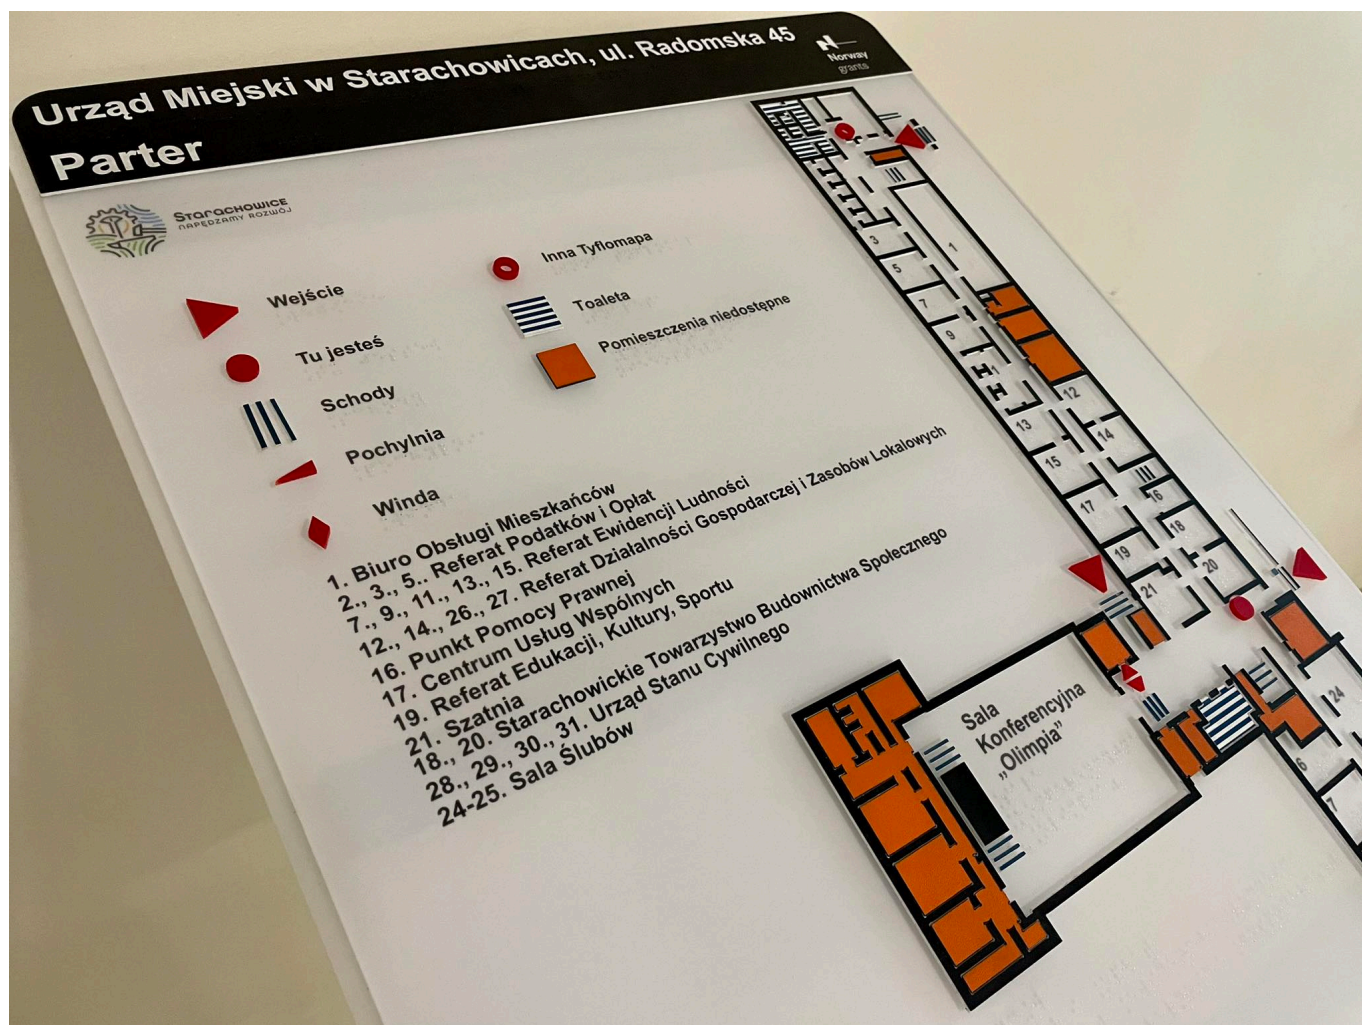 Urząd Miejski w Starachowicach, ul. Radomska 45
Parter
Norway
grants
Starachowice
NAPĘDZAMY ROZWÓJ
Wejście
Tu jesteś
Schody
Pochylnia
Winda
Inna Tyflomapa
Toaleta
Pomieszczenia niedostępne
1. Biuro Obsługi Mieszkańców
2., 3., 5.. Referat Podatków i Opłat
7., 9., 11., 13., 15. Referat Ewidencji Ludności
12., 14., 26., 27. Referat Działalności Gospodarczej i Zasobów Lokalowych
16. Punkt Pomocy Prawnej
17. Centrum Usług Wspólnych
19. Referat Edukacji, Kultury, Sportu
21. Szatnia
18., 20. Starachowickie Towarzystwo Budownictwa Społecznego
28., 29., 30., 31. Urząd Stanu Cywilnego
24-25. Sala Ślubów
3
1
5
7
9
12
13
14
15
16
17
18
19
20
21
24
6
7
Sala
Konferencyjna
„Olimpia”